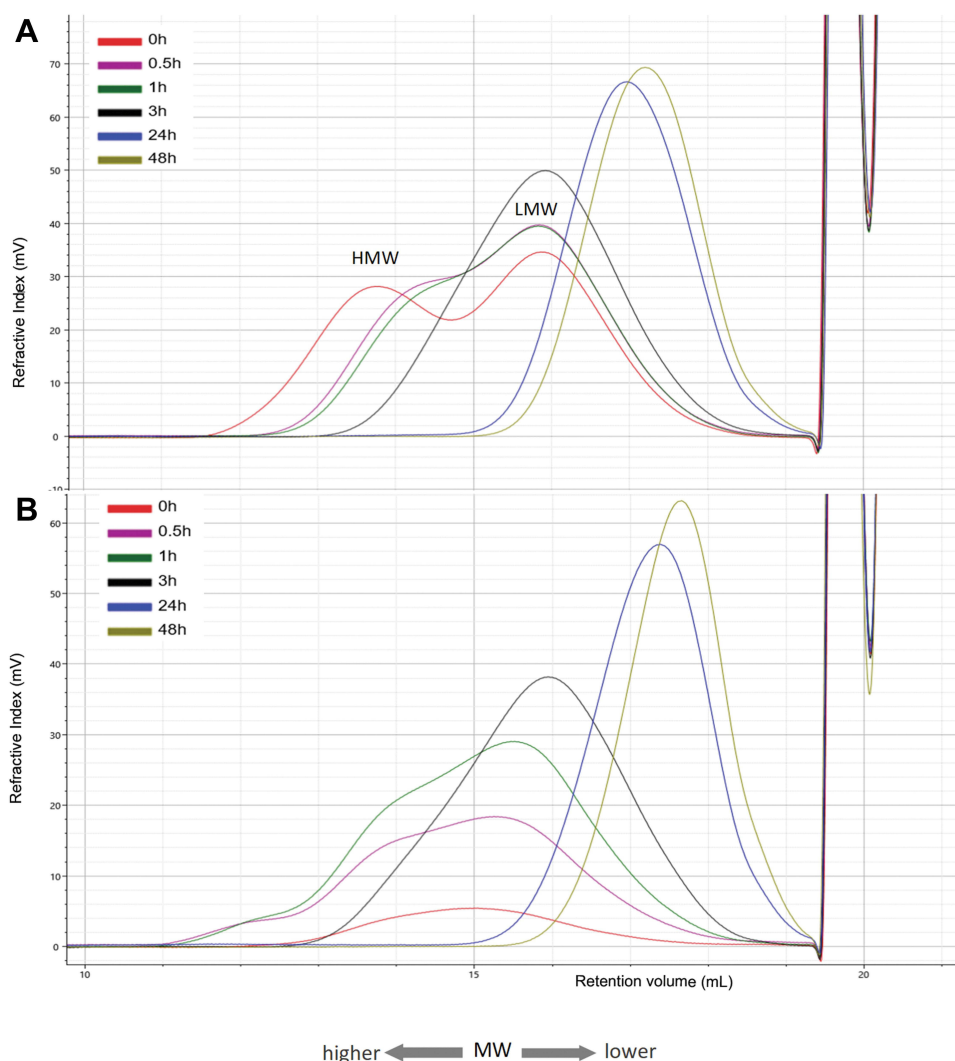 A
0h
0.5h
1h
3h
24h
48h
HMW
LMW
70
60
50
40
30
20
10
0
-10
Refractive Index (mV)
B
0h
0.5h
1h
3h
24h
48h
60
50
40
30
20
10
0
Refractive Index (mV)
10
15
20
Retention volume (mL)
higher MW lower